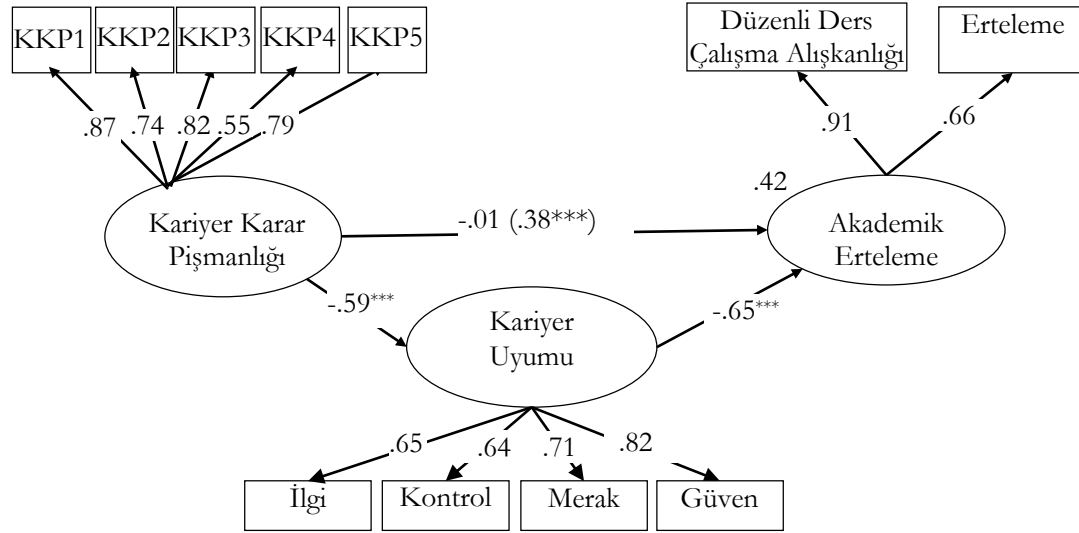 KKP1 KKP2 KKP3 KKP4 KKP5
Düzenli Ders
Çalışma Alışkanlığı
Erteleme
.87 .74 .82 .55 .79
.91 .66
.42
Kariyer Karar
Pişmanlığı
-.01 (.38***)
Akademik
Erteleme
-.59***
-.65***
Kariyer
Uyumu
.65 .64 .71 .82
İlgi Kontrol Merak Güven